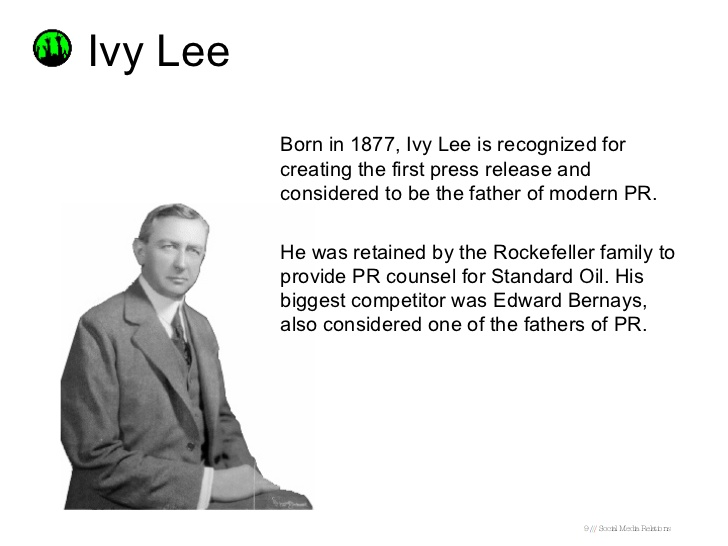 Ivy Lee
Born in 1877, Ivy Lee is recognized for
creating the first press release and
considered to be the father of modern PR.
He was retained by the Rockefeller family to
provide PR counsel for Standard Oil. His
biggest competitor was Edward Bernays,
also considered one of the fathers of PR.
9 // Social Media Relations